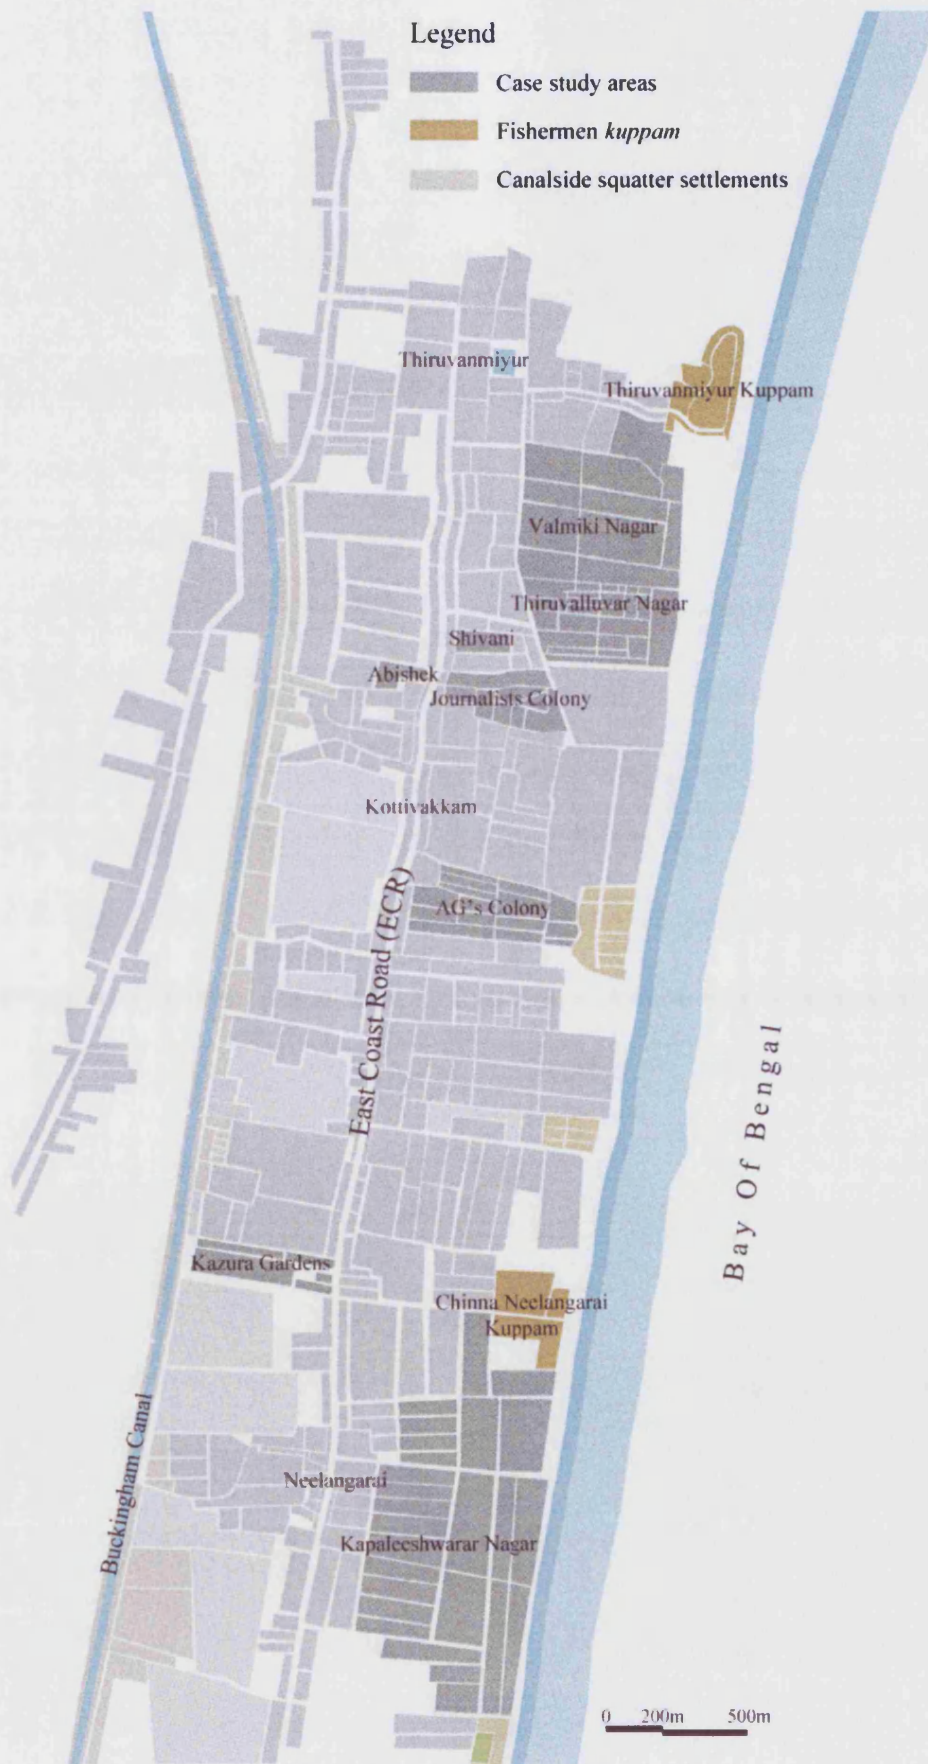 Legend
Case study areas
Fishermen kuppam
Canalside squatter settlements
Thiruvanmiyur
Thiruvanmiyur Kuppam
Valmiki Nagar
Thiruvalluvar Nagar
Shivani
Abishek
Journalists Colony
Kottivakkam
East Coast Road (ECR)
AG's Colony
Bay Of Bengal
Kazura Gardens
Chinna Neelangarai
Kuppam
Buckingham Canal
Neelangarai
Kapaleeshwarar Nagar
0 200m 500m